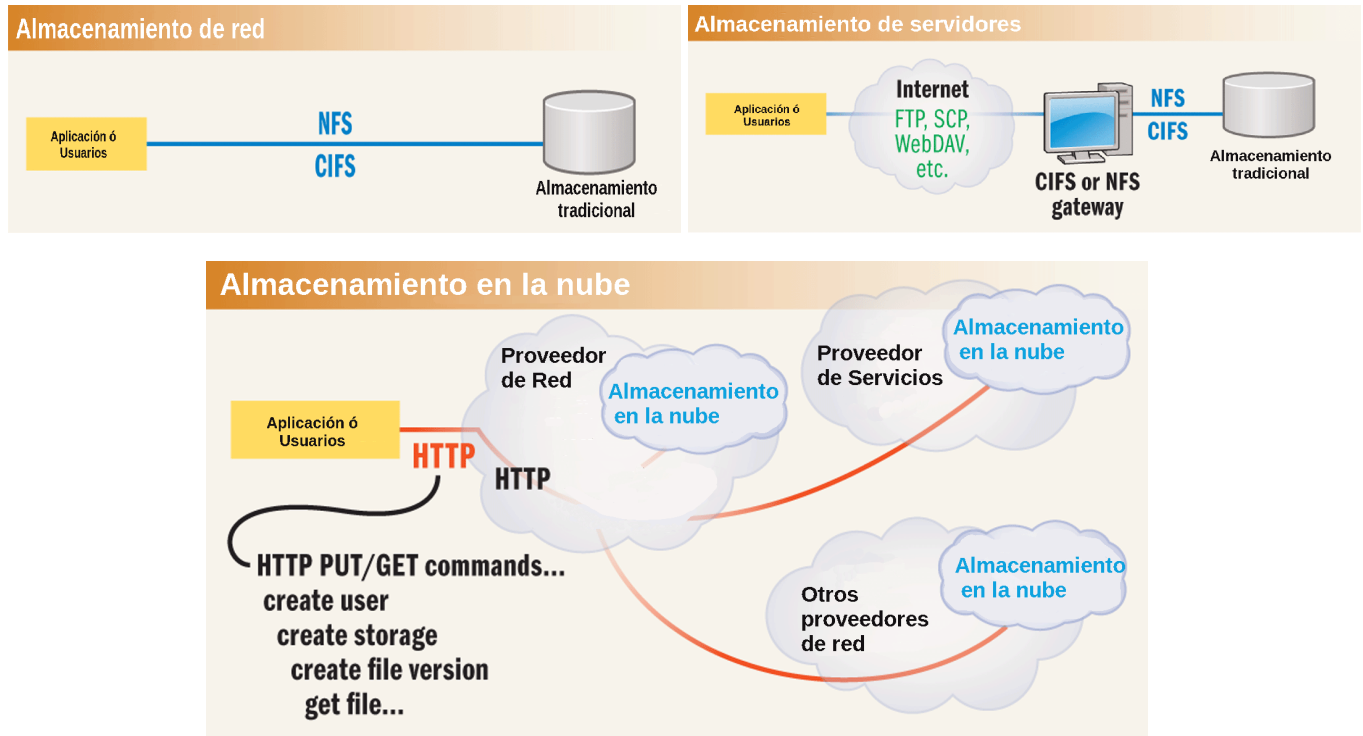 Almacenamiento de red
Aplicación ó
Usuarios
NFS
CIFS
Almacenamiento
tradicional
Almacenamiento de servidores
Aplicación ó
Usuarios
Internet
FTP, SCP,
WebDAV,
etc.
CIFS or NFS
gateway
NFS
CIFS
Almacenamiento
tradicional
Almacenamiento en la nube
Aplicación ó
Usuarios
HTTP
HTTP
Proveedor
de Red
Almacenamiento
en la nube
Proveedor
de Servicios
Almacenamiento
en la nube
Otros
proveedores
de red
Almacenamiento
en la nube
HTTP PUT/GET commands...
create user
create storage
create file version
get file...